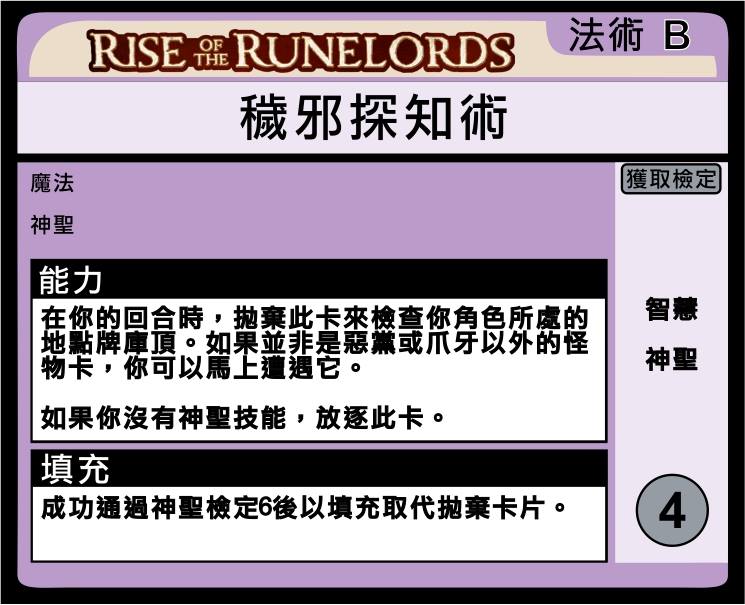 RISE OF THE RUNELORDS
法術 B
穢邪探知術
魔法
神聖
獲取檢定
能力
在你的回合時，拋棄此卡來檢查你角色所處的
地點牌庫頂。如果並非是惡黨或爪牙以外的怪
物卡，你可以馬上遭遇它。
如果你沒有神聖技能，放逐此卡。
智慧
神聖
填充
成功通過神聖檢定6後以填充取代拋棄卡片。
4